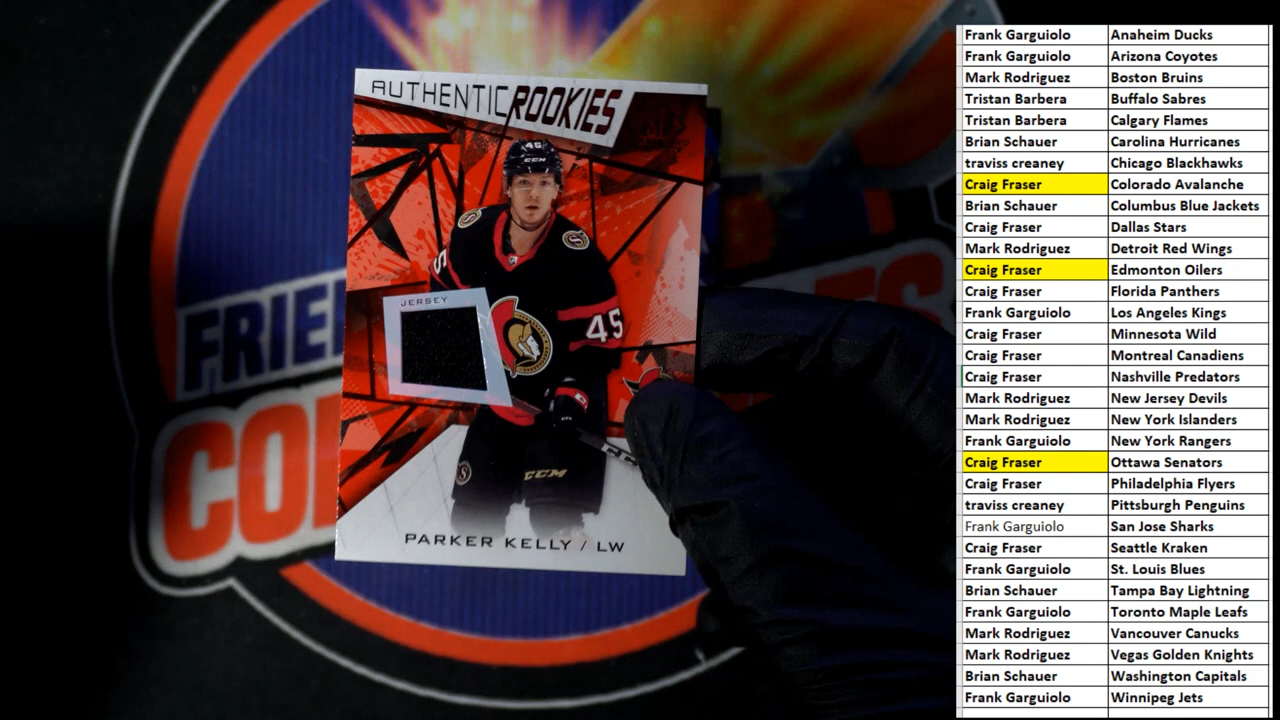 AUTHENTIC ROOKIES
45
CCM
45
JERSEY
45
CCM
PARKER KELLY / LW
FRIE
COL
Frank Garguiolo Anaheim Ducks
Frank Garguiolo Arizona Coyotes
Mark Rodriguez Boston Bruins
Tristan Barbera Buffalo Sabres
Tristan Barbera Calgary Flames
Brian Schauer Carolina Hurricanes
traviss creaney Chicago Blackhawks
Craig Fraser Colorado Avalanche
Brian Schauer Columbus Blue Jackets
Craig Fraser Dallas Stars
Mark Rodriguez Detroit Red Wings
Craig Fraser Edmonton Oilers
Craig Fraser Florida Panthers
Frank Garguiolo Los Angeles Kings
Craig Fraser Minnesota Wild
Craig Fraser Montreal Canadiens
Craig Fraser Nashville Predators
Mark Rodriguez New Jersey Devils
Mark Rodriguez New York Islanders
Frank Garguiolo New York Rangers
Craig Fraser Ottawa Senators
Craig Fraser Philadelphia Flyers
traviss creaney Pittsburgh Penguins
Frank Garguiolo San Jose Sharks
Craig Fraser Seattle Kraken
Frank Garguiolo St. Louis Blues
Brian Schauer Tampa Bay Lightning
Frank Garguiolo Toronto Maple Leafs
Mark Rodriguez Vancouver Canucks
Mark Rodriguez Vegas Golden Knights
Brian Schauer Washington Capitals
Frank Garguiolo Winnipeg Jets